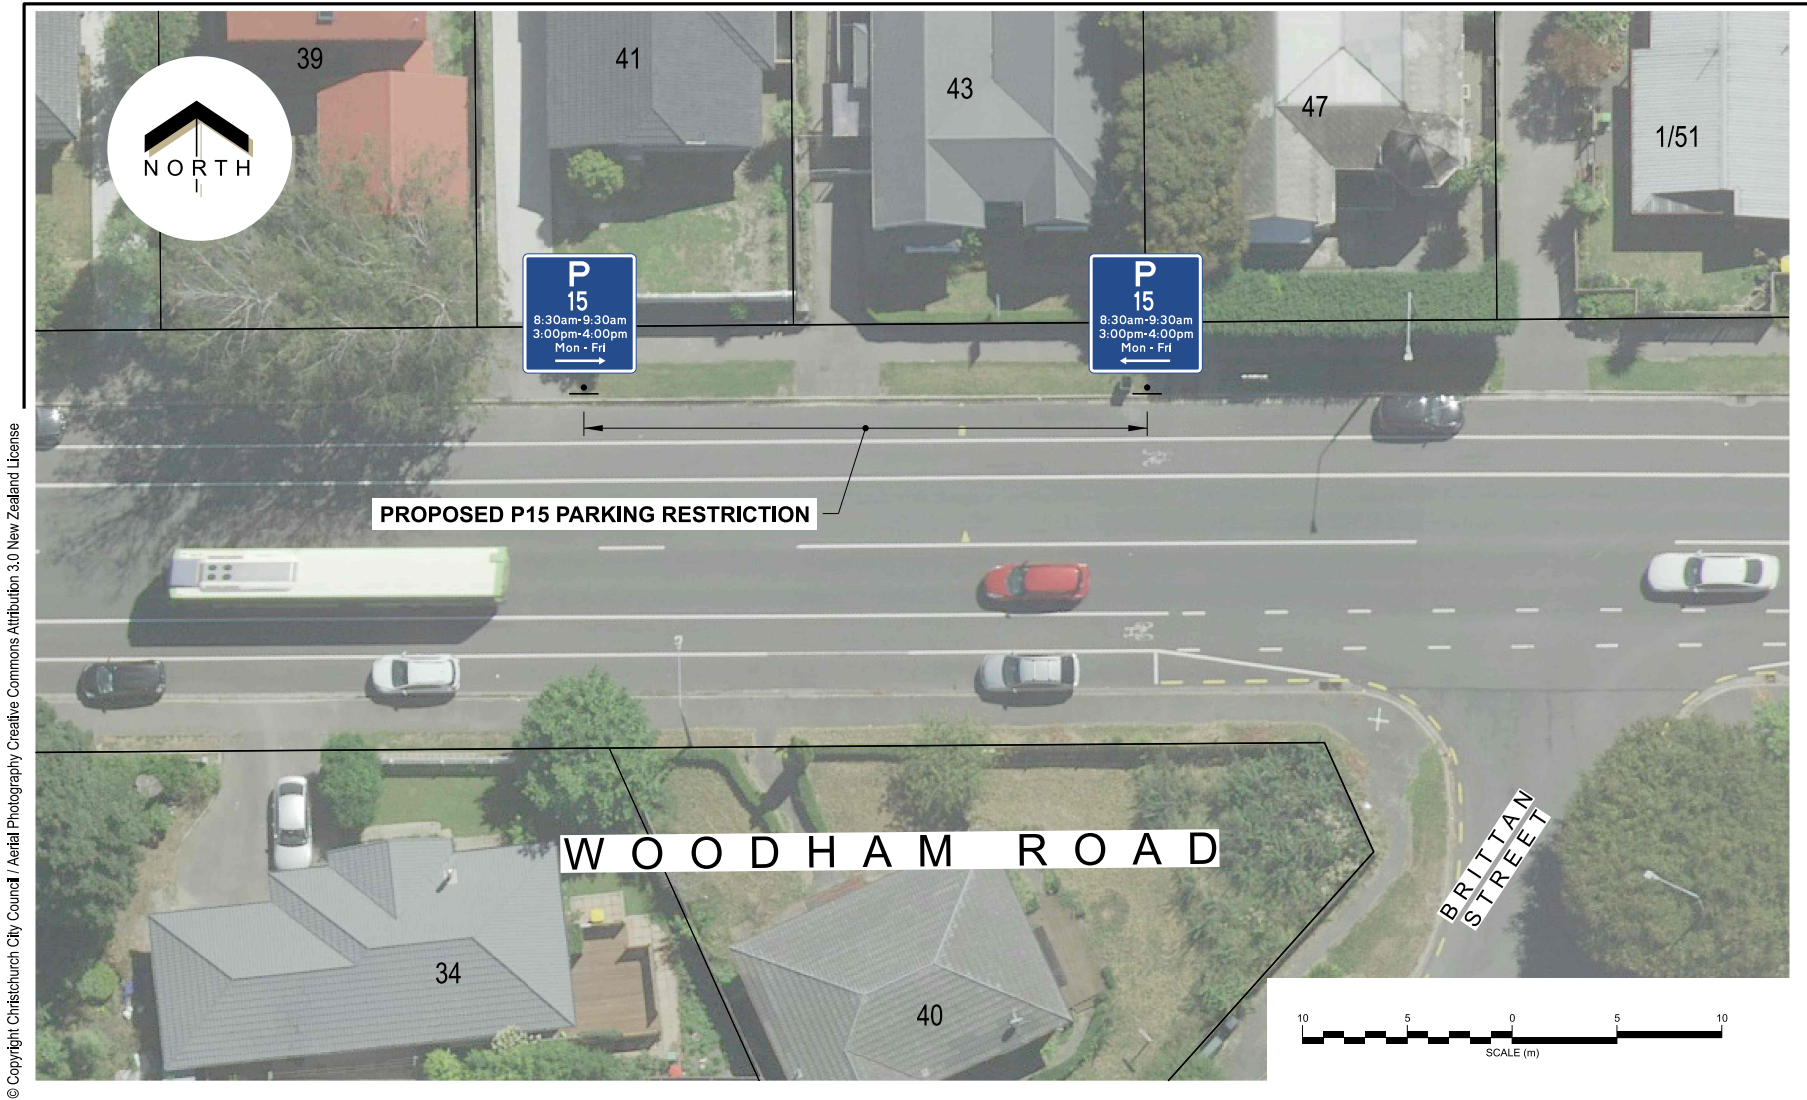 39
41
43
47
1/51
NORTH
P
15
8:30am-9:30am
3:00pm-4:00pm
Mon - Fri
P
15
8:30am-9:30am
3:00pm-4:00pm
Mon - Fri
PROPOSED P15 PARKING RESTRICTION
WOODHAM ROAD
BRITTAN
STREET
34
40
10 5 0 5 10
SCALE (m)
© Copyright Christchurch City Council / Aerial Photography Creative Commons Attribution 3.0 New Zealand License